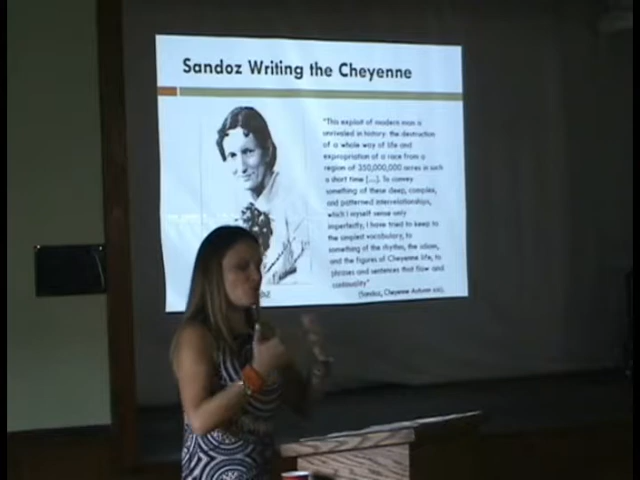 Sandoz Writing the Cheyenne
"This exploit of modern man is
unrivaled in history: the destruction
of a whole way of life and
expropriation of a race from a
region of 350,000,000 acres in such
a short time [....]. To convey
something of these deep, complex,
and patterned interrelationships,
which I myself sense only
imperfectly, I have tried to keep to
the simplest vocabulary, to
something of the rhythm, the idiom,
and the figures of Cheyenne life, to
phrases and sentences that flow and
continuality"
(Sandoz, Cheyenne Autumn